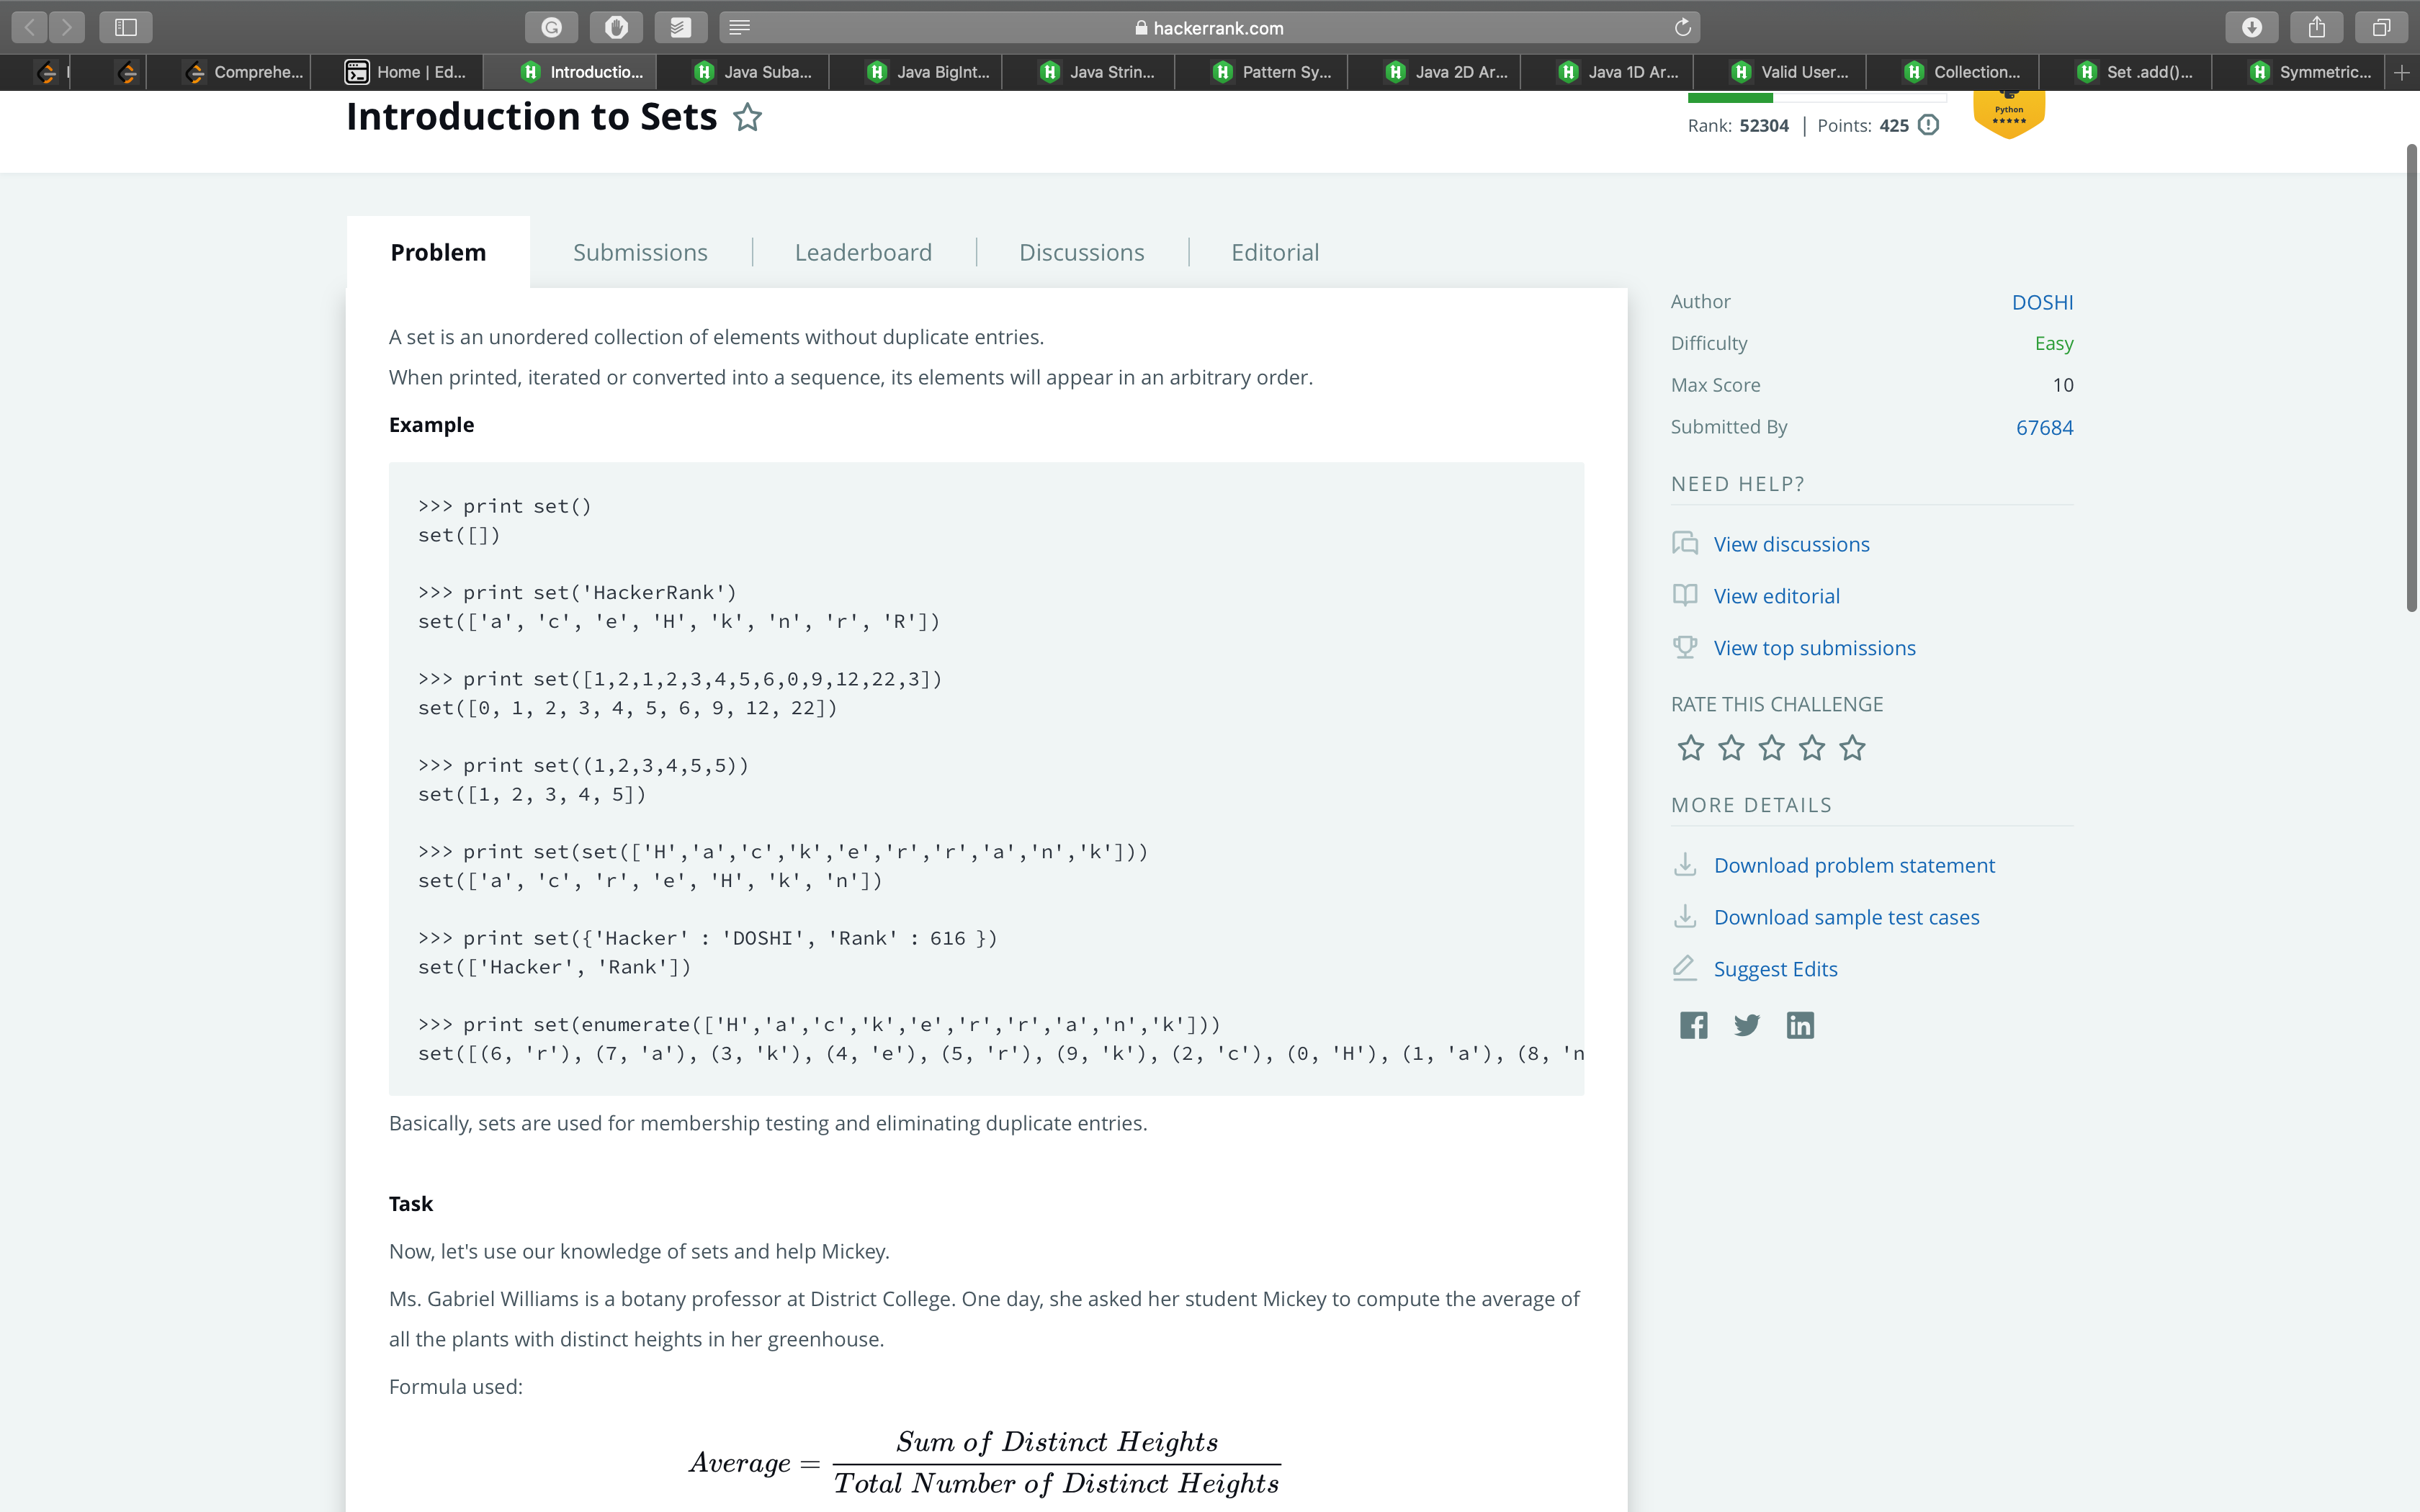 hackerrank.com
Comprehe...
Home | Ed...
Introductio...
Java Suba...
Java BigInt...
Java Strin...
Pattern Sy...
Java 2D Ar...
Java 1D Ar...
Valid User...
Collection...
Set .add()...
Symmetric...
Introduction to Sets
Rank: 52304 | Points: 425
Python
Problem
Submissions
Leaderboard
Discussions
Editorial
A set is an unordered collection of elements without duplicate entries.
When printed, iterated or converted into a sequence, its elements will appear in an arbitrary order.
Example
>>> print set()
set([])
>>> print set('HackerRank')
set(['a', 'c', 'e', 'H', 'k', 'n', 'r', 'R'])
>>> print set([1,2,1,2,3,4,5,6,0,9,12,22,3])
set([0, 1, 2, 3, 4, 5, 6, 9, 12, 22])
>>> print set((1,2,3,4,5,5))
set([1, 2, 3, 4, 5])
>>> print set(set(['H','a','c','k','e','r','r','a','n','k']))
set(['a', 'c', 'r', 'e', 'H', 'k', 'n'])
>>> print set({'Hacker' : 'DOSHI', 'Rank' : 616 })
set(['Hacker', 'Rank'])
>>> print set(enumerate(['H','a','c','k','e','r','r','a','n','k']))
set([(6, 'r'), (7, 'a'), (3, 'k'), (4, 'e'), (5, 'r'), (9, 'k'), (2, 'c'), (0, 'H'), (1, 'a'), (8, 'n
Basically, sets are used for membership testing and eliminating duplicate entries.
Task
Now, let's use our knowledge of sets and help Mickey.
Ms. Gabriel Williams is a botany professor at District College. One day, she asked her student Mickey to compute the average of
all the plants with distinct heights in her greenhouse.
Formula used:
Sum of Distinct Heights
Average =
Total Number of Distinct Heights
Author
DOSHI
Difficulty
Easy
Max Score
10
Submitted By
67684
NEED HELP?
View discussions
View editorial
View top submissions
RATE THIS CHALLENGE
MORE DETAILS
Download problem statement
Download sample test cases
Suggest Edits